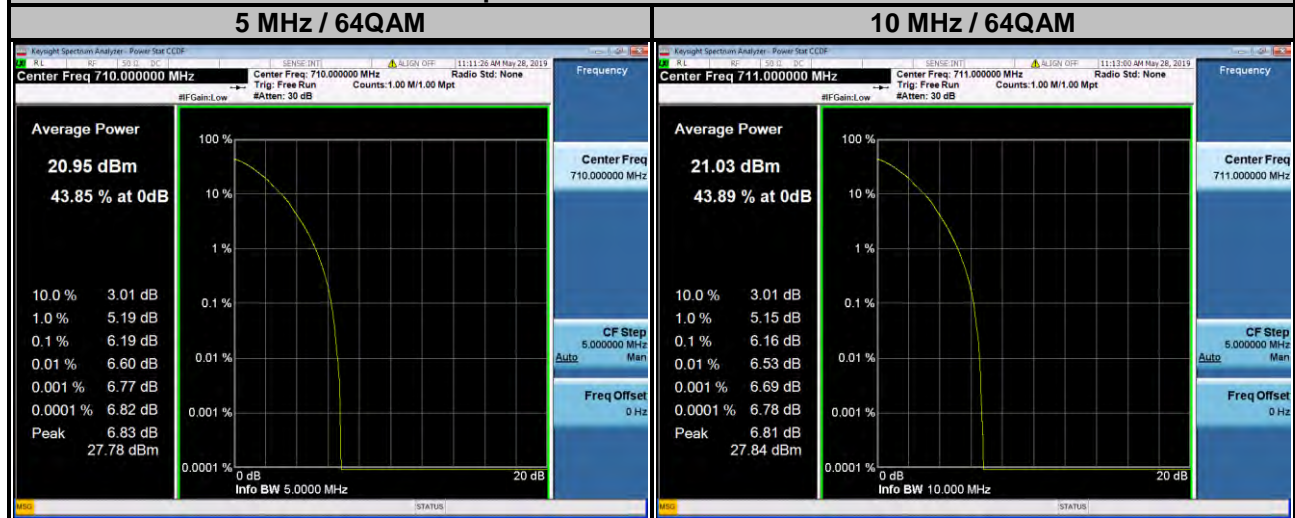 5 MHz / 64QAM
Keysight Spectrum Analyzer - Power Stat CCDF
RL RF 50 Ω DC SENSE:INT ALIGN OFF 11:11:26 AM May 28, 2019
Center Freq 710.000000 MHz
Center Freq: 710.000000 MHz Radio Std: None
Trig: Free Run Counts:1.00 M/1.00 Mpt
#IFGain:Low #Atten: 30 dB
Frequency
Average Power
20.95 dBm
43.85 % at 0dB
10.0 % 3.01 dB
1.0 % 5.19 dB
0.1 % 6.19 dB
0.01 % 6.60 dB
0.001 % 6.77 dB
0.0001 % 6.82 dB
Peak 6.83 dB
27.78 dBm
100 %
10 %
1 %
0.1 %
0.01 %
0.001 %
0.0001 %
0 dB 20 dB
Info BW 5.0000 MHz
Center Freq
710.000000 MHz
CF Step
5.000000 MHz
Auto Man
Freq Offset
0 Hz
MSG STATUS
10 MHz / 64QAM
Keysight Spectrum Analyzer - Power Stat CCDF
RL RF 50 Ω DC SENSE:INT ALIGN OFF 11:13:00 AM May 28, 2019
Center Freq 711.000000 MHz
Center Freq: 711.000000 MHz Radio Std: None
Trig: Free Run Counts:1.00 M/1.00 Mpt
#IFGain:Low #Atten: 30 dB
Frequency
Average Power
21.03 dBm
43.89 % at 0dB
10.0 % 3.01 dB
1.0 % 5.15 dB
0.1 % 6.16 dB
0.01 % 6.53 dB
0.001 % 6.69 dB
0.0001 % 6.78 dB
Peak 6.81 dB
27.84 dBm
100 %
10 %
1 %
0.1 %
0.01 %
0.001 %
0.0001 %
0 dB 20 dB
Info BW 10.000 MHz
Center Freq
711.000000 MHz
CF Step
5.000000 MHz
Auto Man
Freq Offset
0 Hz
MSG STATUS